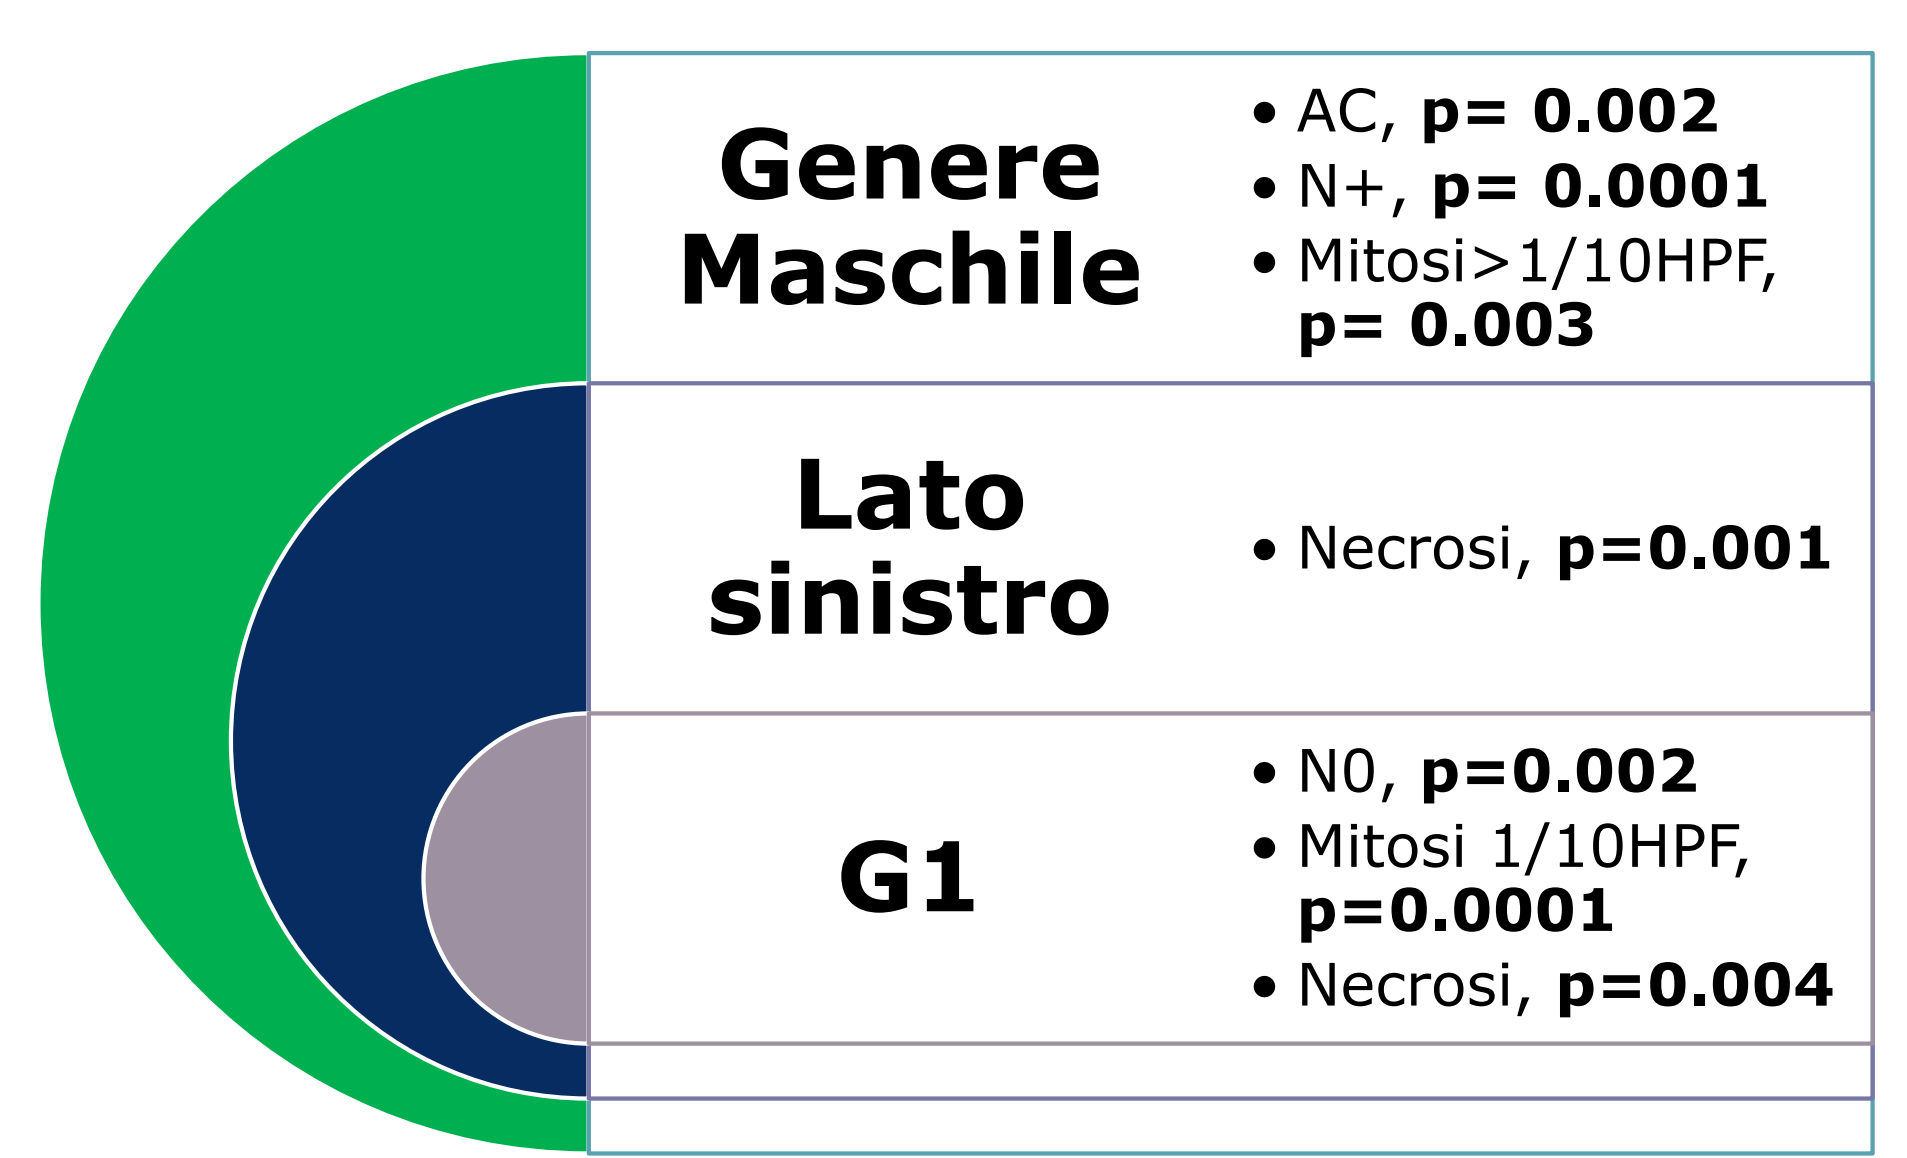 Genere
Maschile
• AC, p= 0.002
• N+, p= 0.0001
• Mitosi>1/10HPF,
p= 0.003
Lato
sinistro
• Necrosi, p=0.001
G1
• N0, p=0.002
• Mitosi 1/10HPF,
p=0.0001
• Necrosi, p=0.004